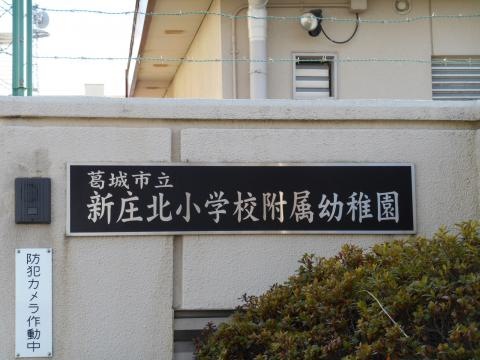 葛城市立
新庄北小学校附属幼稚園
防犯カメラ作動中